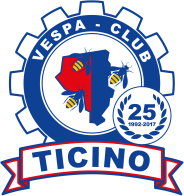 VESPA - CLUB
25
1992-2017
TICINO